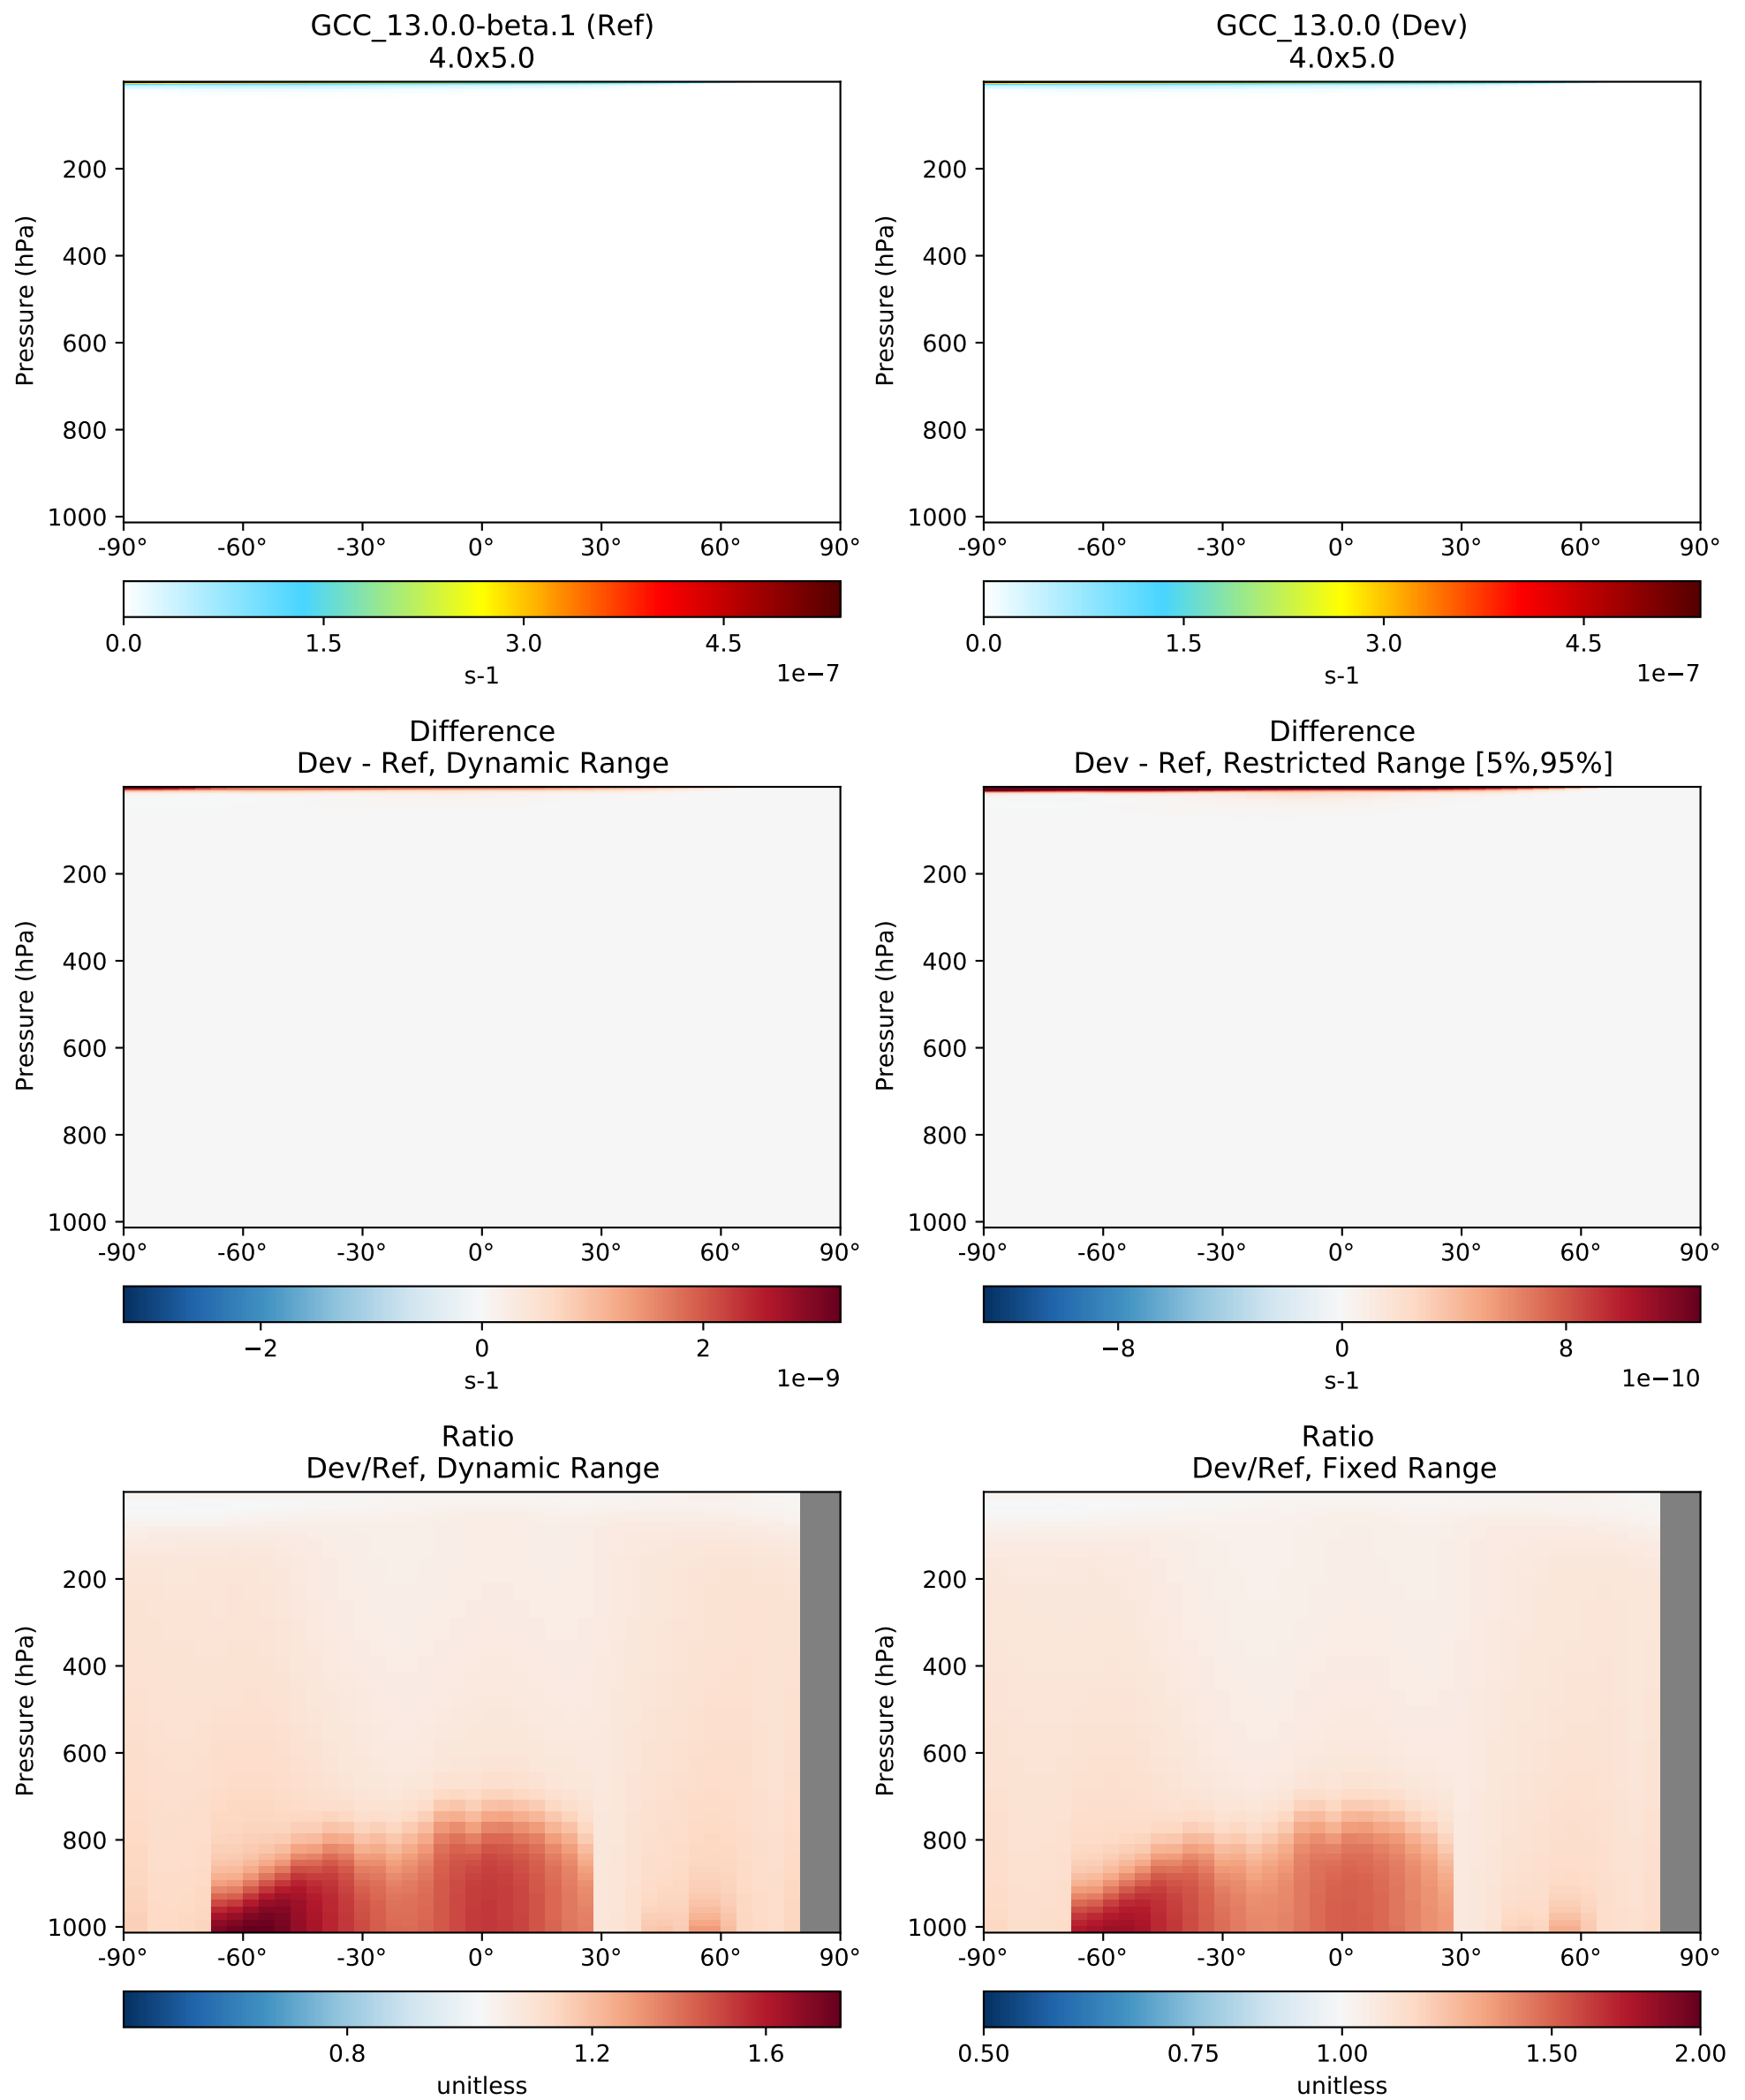 GCC_13.0.0-beta.1 (Ref)
4.0x5.0
Pressure (hPa)
200
400
600
800
1000
-90° -60° -30° 0° 30° 60° 90°
0.0 1.5 3.0 4.5
s-1 1e−7
GCC_13.0.0 (Dev)
4.0x5.0
Pressure (hPa)
200
400
600
800
1000
-90° -60° -30° 0° 30° 60° 90°
0.0 1.5 3.0 4.5
s-1 1e−7
Difference
Dev - Ref, Dynamic Range
Pressure (hPa)
200
400
600
800
1000
-90° -60° -30° 0° 30° 60° 90°
−2 0 2
s-1 1e−9
Difference
Dev - Ref, Restricted Range [5%,95%]
Pressure (hPa)
200
400
600
800
1000
-90° -60° -30° 0° 30° 60° 90°
−8 0 8
s-1 1e−10
Ratio
Dev/Ref, Dynamic Range
Pressure (hPa)
200
400
600
800
1000
-90° -60° -30° 0° 30° 60° 90°
0.8 1.2 1.6
unitless
Ratio
Dev/Ref, Fixed Range
Pressure (hPa)
200
400
600
800
1000
-90° -60° -30° 0° 30° 60° 90°
0.50 0.75 1.00 1.50 2.00
unitless